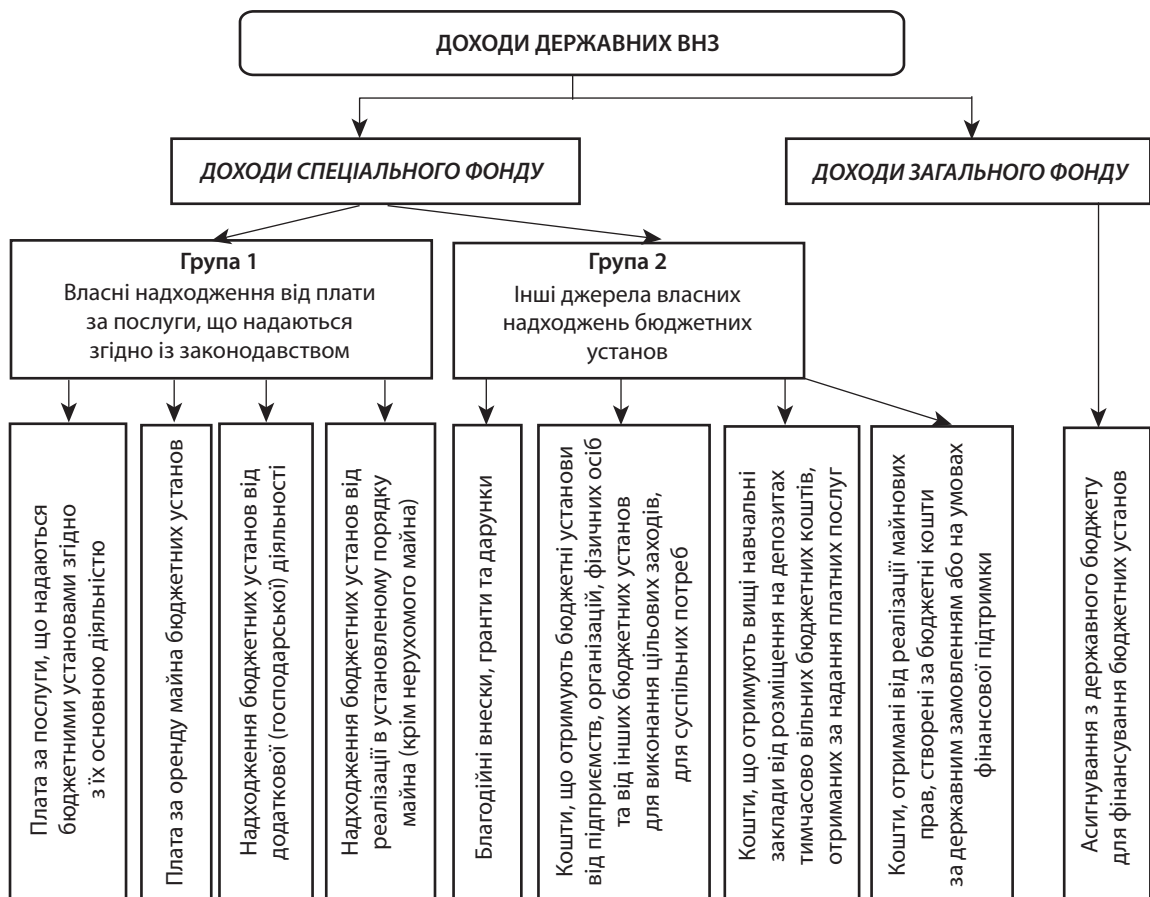 ДОХОДИ ДЕРЖАВНИХ ВНЗ
ДОХОДИ СПЕЦІАЛЬНОГО ФОНДУ
ДОХОДИ ЗАГАЛЬНОГО ФОНДУ
Група 1
Власні надходження від плати
за послуги, що надаються
згідно із законодавством
Група 2
Інші джерела власних
надходжень бюджетних
установ
Плата за послуги, що надаються
бюджетними установами згідно
з їх основною діяльністю
Плата за оренду майна бюджетних установ
Надходження бюджетних установ від
додаткової (господарської) діяльності
Надходження бюджетних установ від
реалізації в установленому порядку
майна (крім нерухомого майна)
Благодійні внески, гранти та дарунки
Кошти, що отримують бюджетні установи
від підприємств, організацій, фізичних осіб
та від інших бюджетних установ
для виконання цільових заходів,
для суспільних потреб
Кошти, що отримують вищі навчальні
заклади від розміщення на депозитах
тимчасово вільних бюджетних коштів,
отриманих за надання платних послуг
Кошти, отримані від реалізації майнових
прав, створені за бюджетні кошти
за державним замовленням або на умовах
фінансової підтримки
Асигнування з державного бюджету
для фінансування бюджетних установ